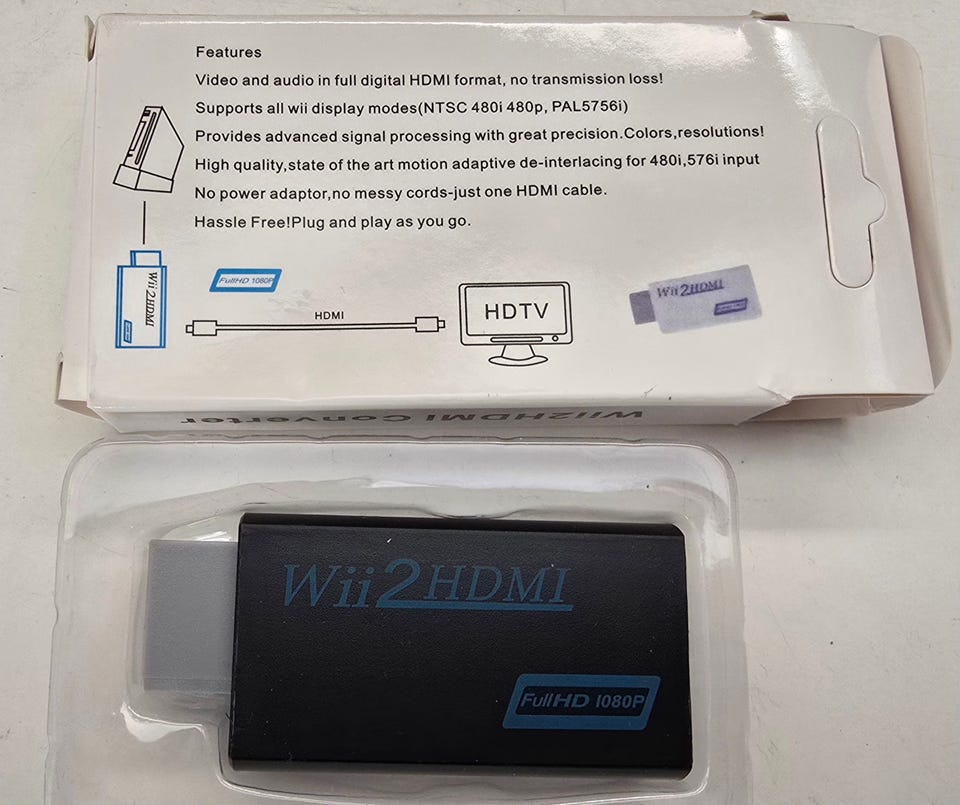 Features
Video and audio in full digital HDMI format, no transmission loss!
Supports all wii display modes(NTSC 480i 480p, PAL5756i)
Provides advanced signal processing with great precision.Colors,resolutions!
High quality,state of the art motion adaptive de-interlacing for 480i,576i input
No power adaptor,no messy cords-just one HDMI cable.
Hassle Free!Plug and play as you go.
Wii 2HDMI
FullHD 1080P
HDMI
HDTV
Wii2HDMI
Wii2HDMI Converter
Wii2HDMI
FullHD 1080P